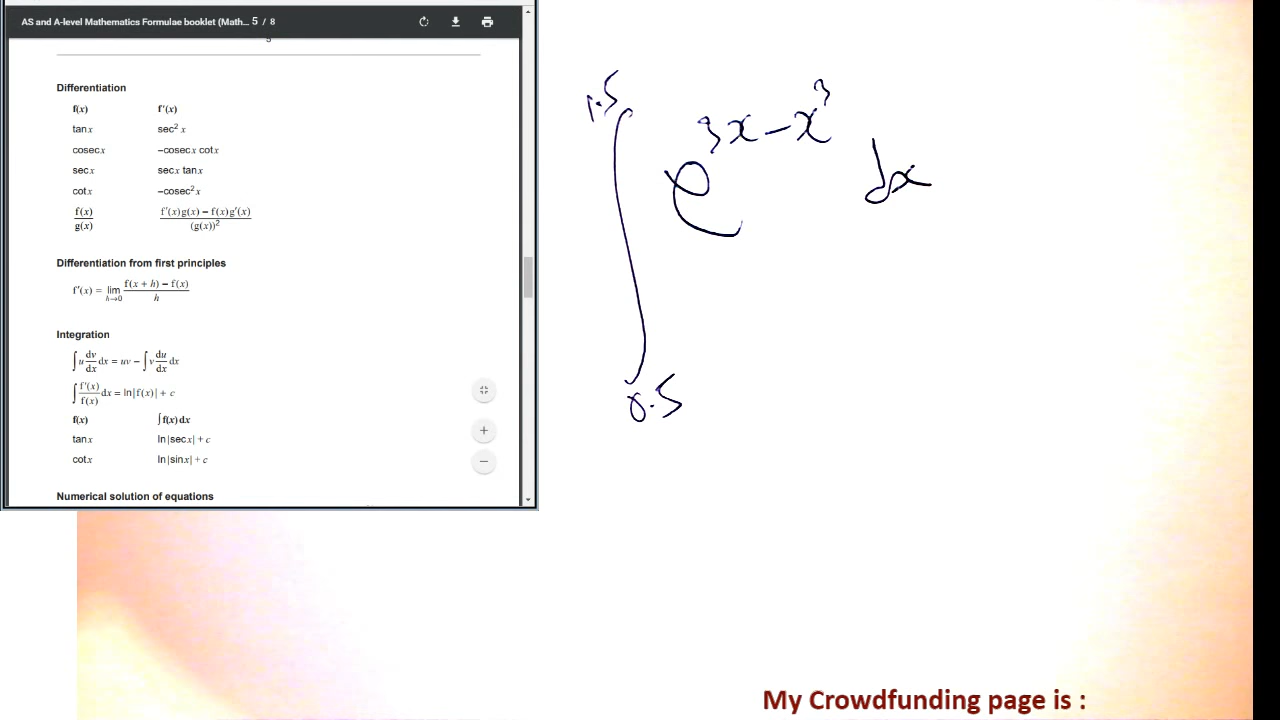 AS and A-level Mathematics Formulae booklet (Math... 5 / 8
Differentiation
f(x) f′(x)
tan x sec² x
cosec x –cosec x cot x
sec x sec x tan x
cot x –cosec² x
f(x)/g(x) (f′(x)g(x) – f(x)g′(x))/(g(x))²
Differentiation from first principles
f′(x) = lim h→0 (f(x + h) – f(x))/h
Integration
∫ u dv/dx dx = uv – ∫ v du/dx dx
∫ f′(x)/f(x) dx = ln|f(x)| + c
f(x) ∫ f(x) dx
tan x ln|sec x| + c
cot x ln|sin x| + c
Numerical solution of equations
∫ 1.5 0.5 e^(3x – x³) dx
My Crowdfunding page is :